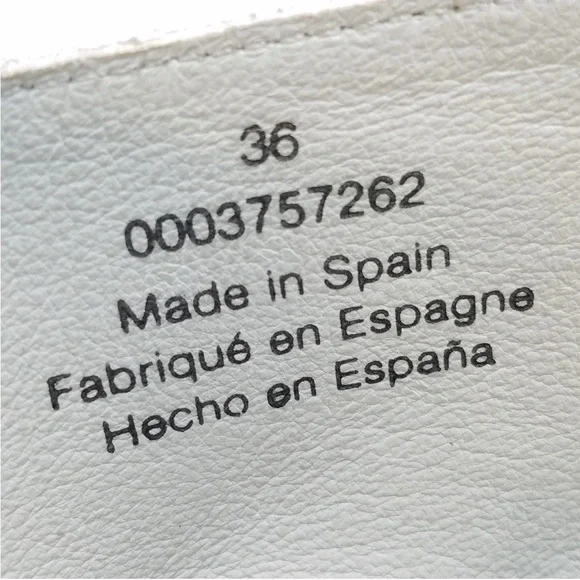 36
0003757262
Made in Spain
Fabriqué en Espagne
Hecho en España